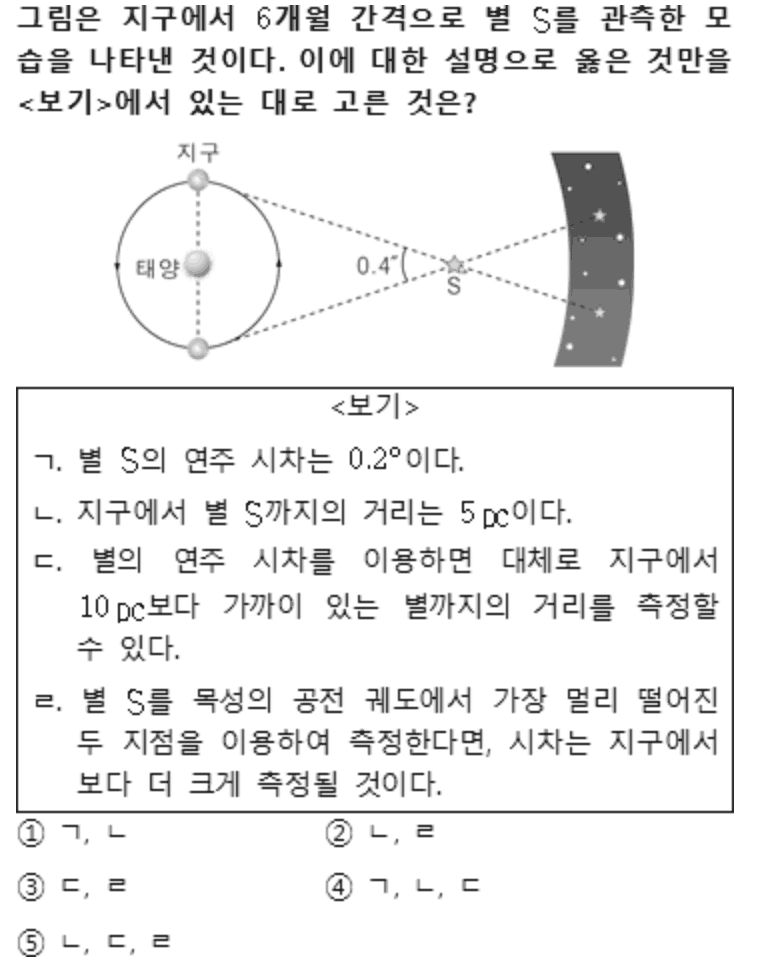 그림은 지구에서 6개월 간격으로 별 S를 관측한 모
습을 나타낸 것이다. 이에 대한 설명으로 옳은 것만을
<보기>에서 있는 대로 고른 것은?
지구
태양
0.4″
S
<보기>
ㄱ. 별 S의 연주 시차는 0.2°이다.
ㄴ. 지구에서 별 S까지의 거리는 5pc이다.
ㄷ. 별의 연주 시차를 이용하면 대체로 지구에서
10pc보다 가까이 있는 별까지의 거리를 측정할
수 있다.
ㄹ. 별 S를 목성의 공전 궤도에서 가장 멀리 떨어진
두 지점을 이용하여 측정한다면, 시차는 지구에서
보다 더 크게 측정될 것이다.
① ㄱ, ㄴ ② ㄴ, ㄹ
③ ㄷ, ㄹ ④ ㄱ, ㄴ, ㄷ
⑤ ㄴ, ㄷ, ㄹ